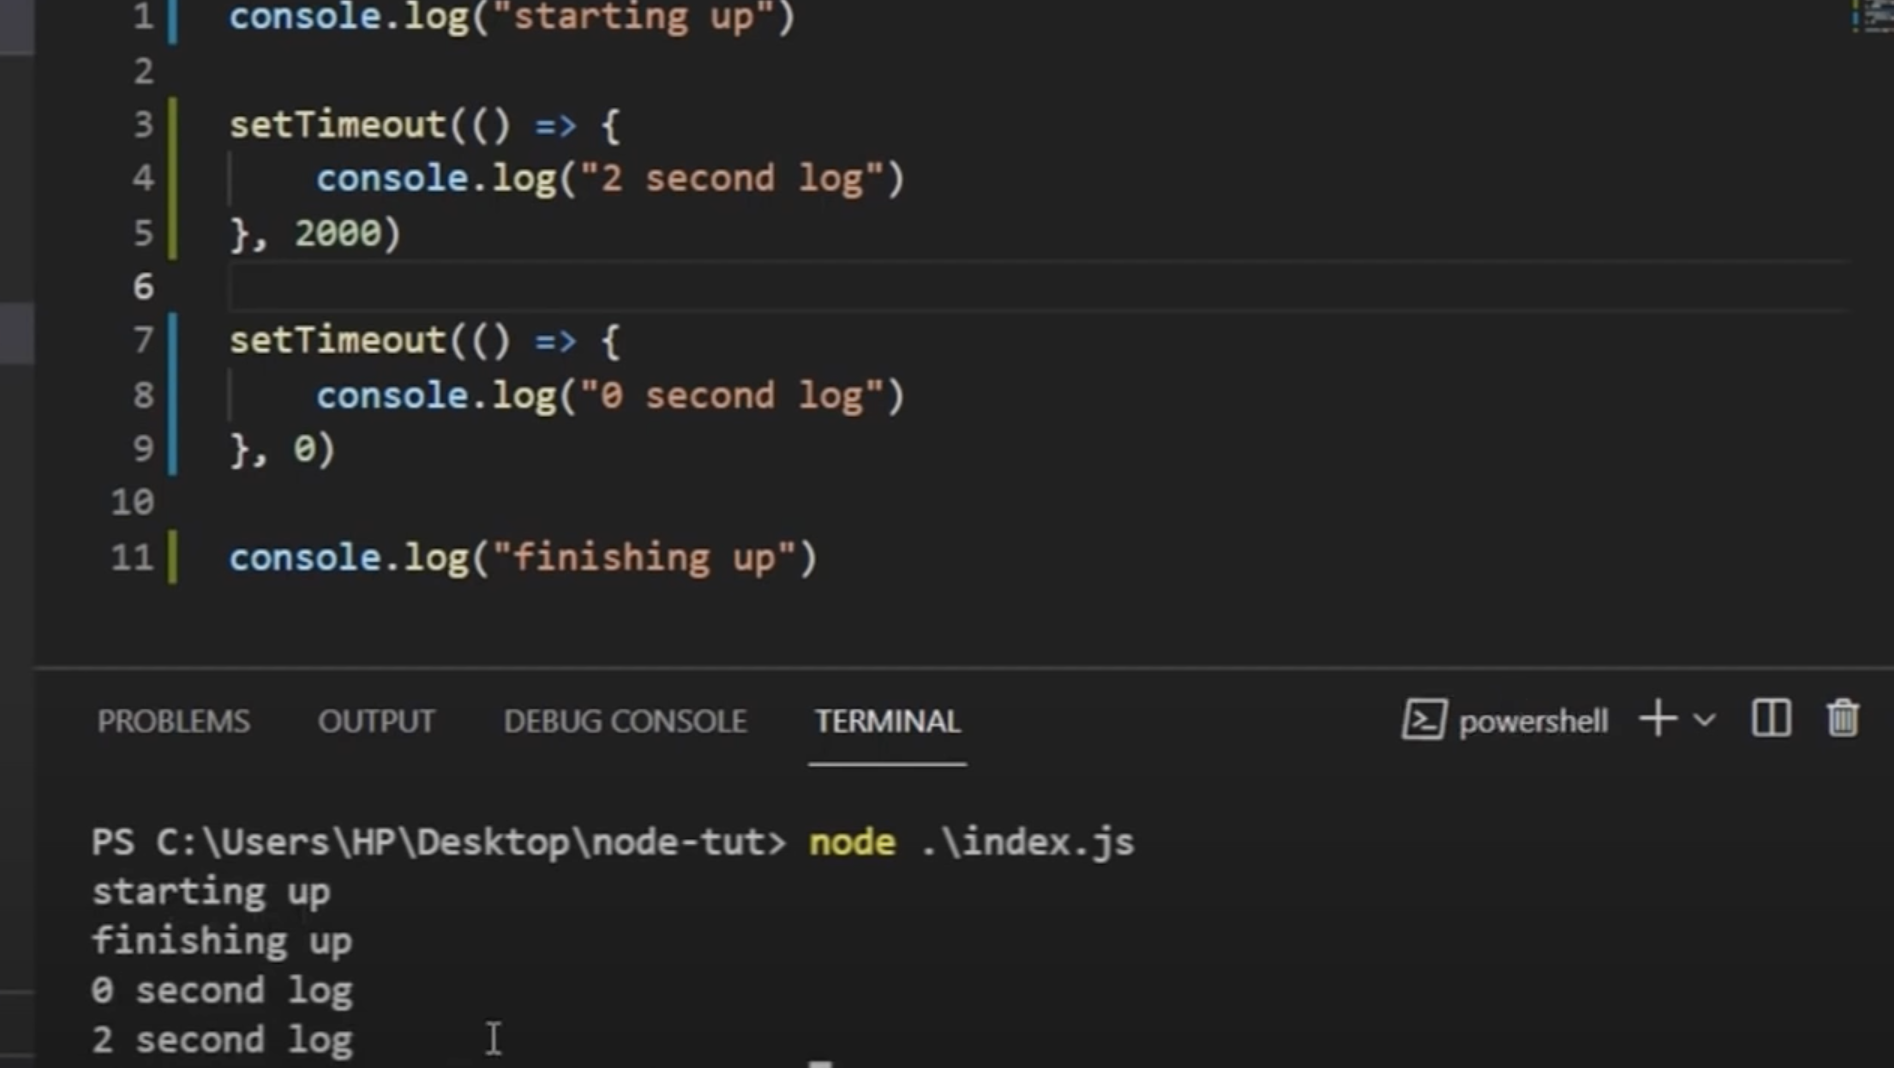 1 console.log("starting up")
2
3 setTimeout(() => {
4 console.log("2 second log")
5 }, 2000)
6
7 setTimeout(() => {
8 console.log("0 second log")
9 }, 0)
10
11 console.log("finishing up")
PROBLEMS OUTPUT DEBUG CONSOLE TERMINAL powershell
PS C:\Users\HP\Desktop\node-tut> node .\index.js
starting up
finishing up
0 second log
2 second log